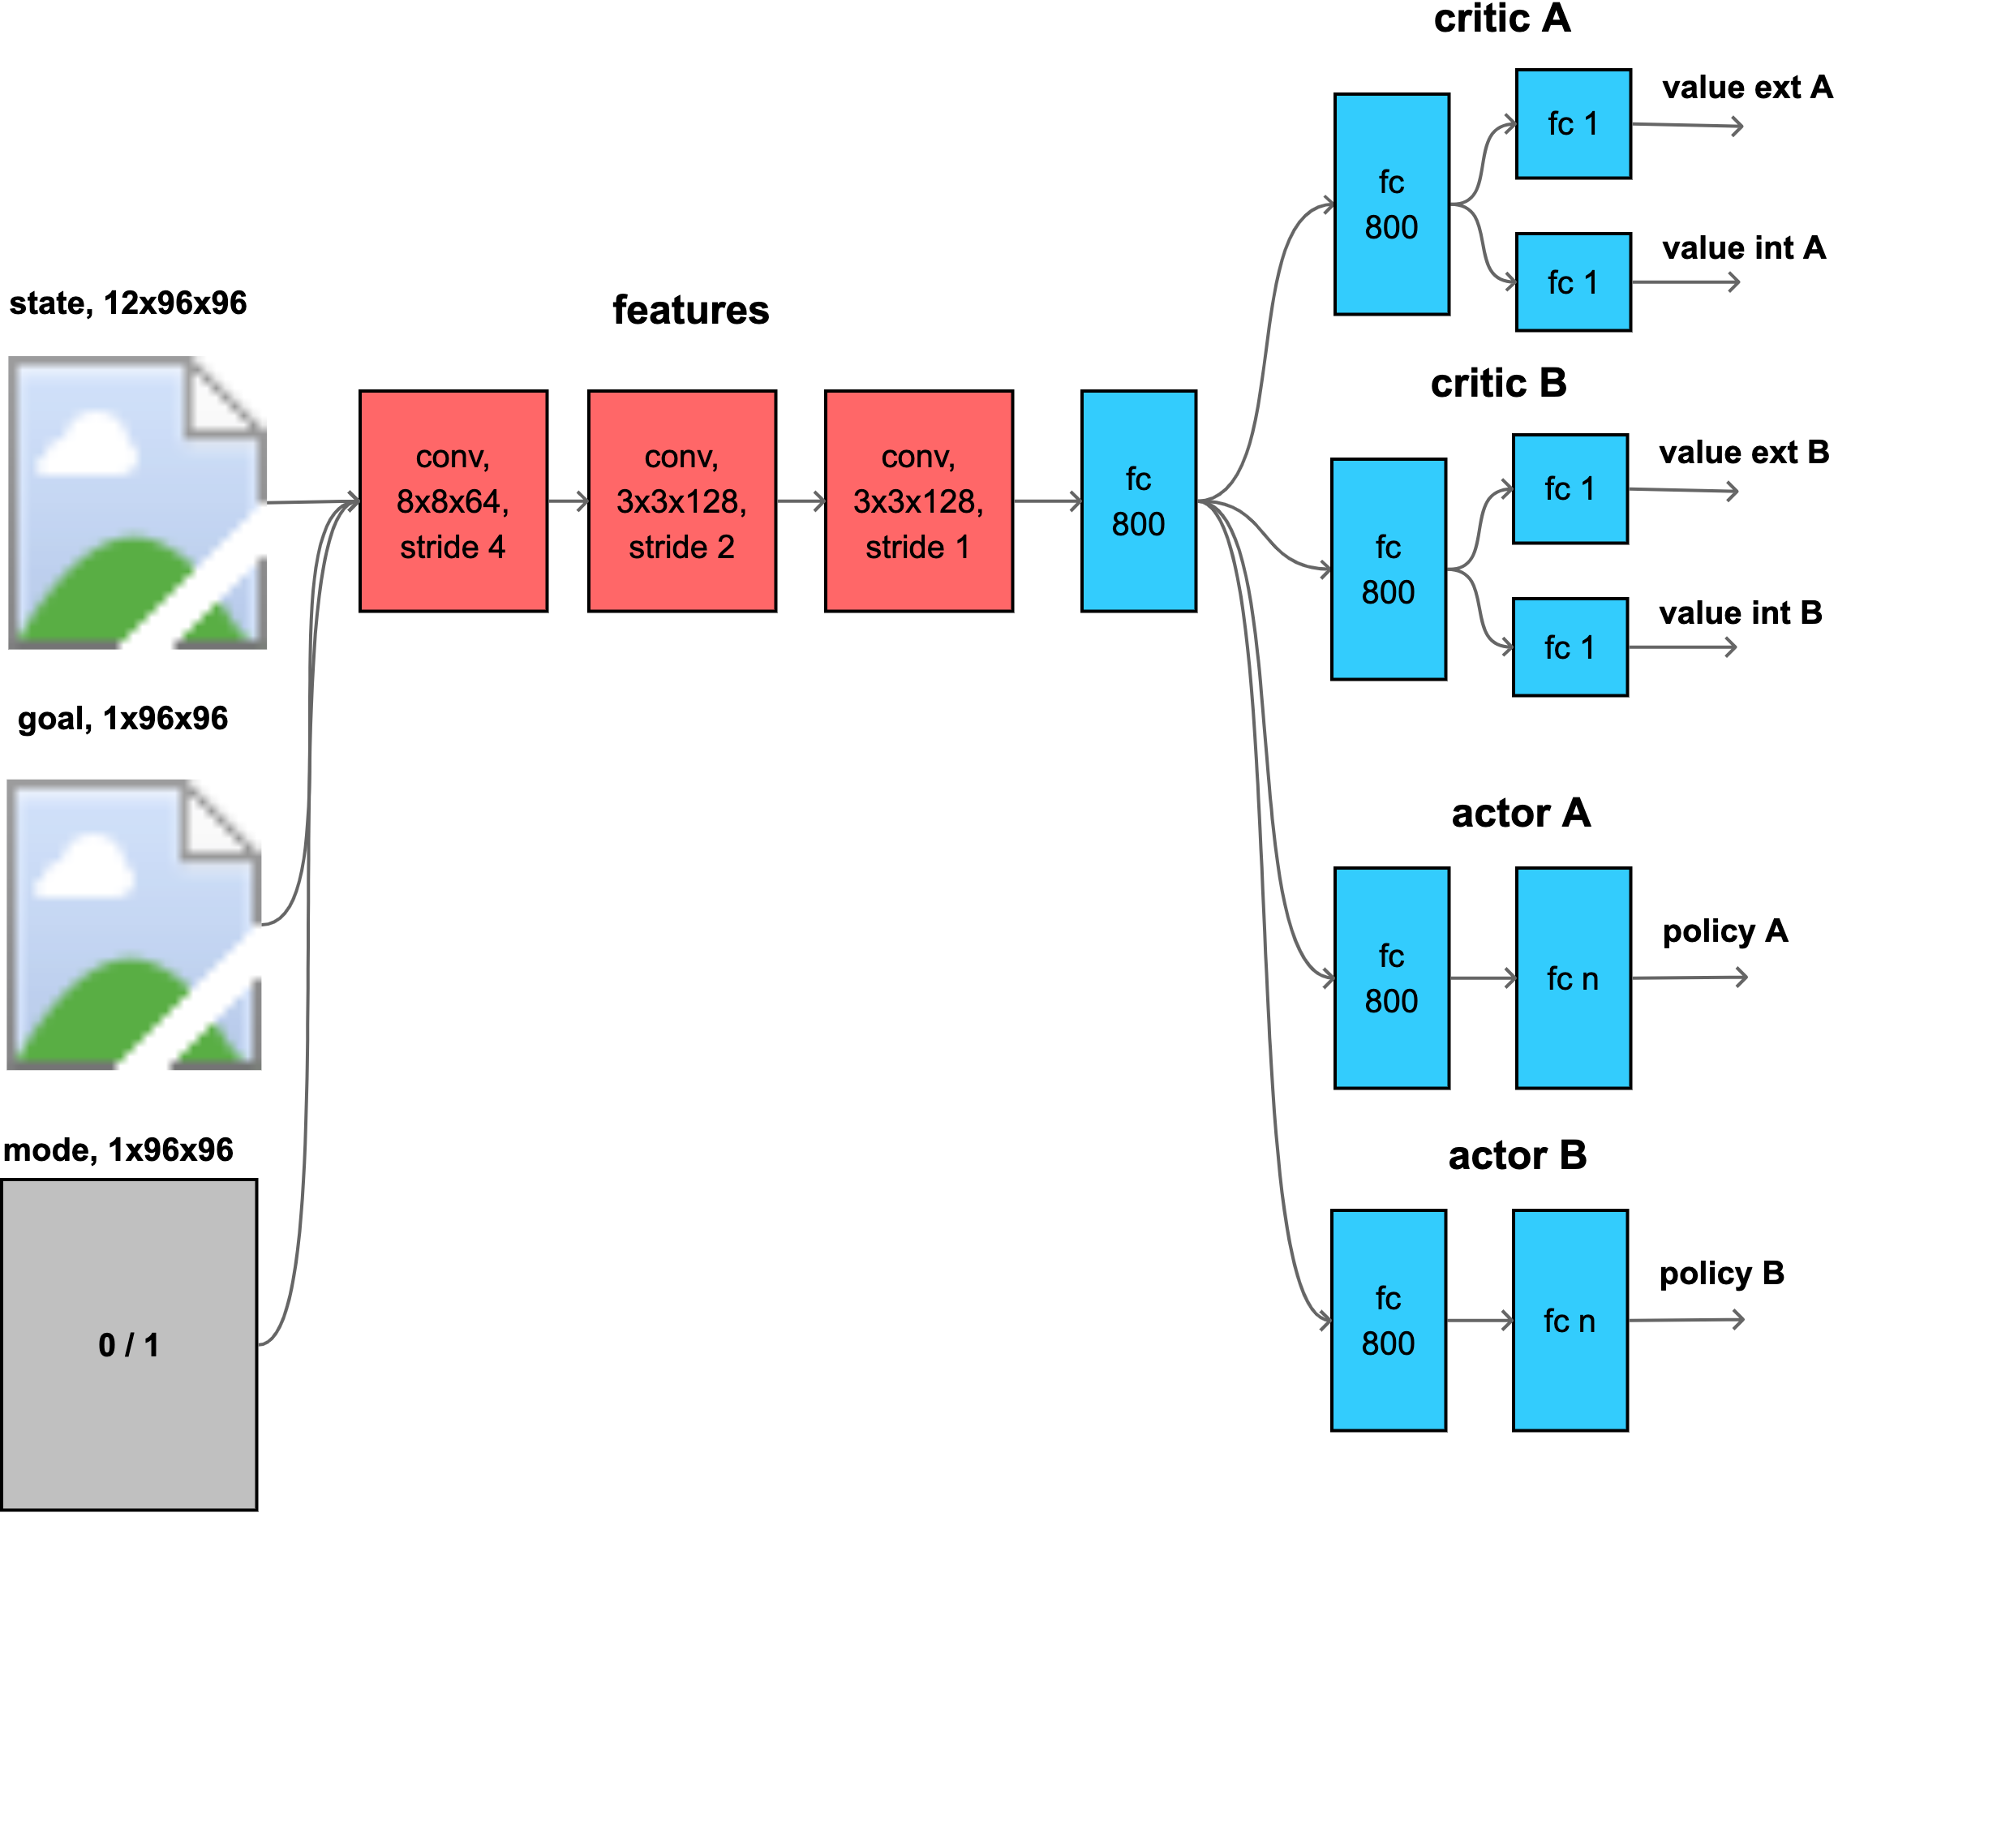 state, 12x96x96
goal, 1x96x96
mode, 1x96x96
0 / 1
features
conv,
8x8x64,
stride 4
conv,
3x3x128,
stride 2
conv,
3x3x128,
stride 1
fc
800
critic A
fc
800
fc 1
value ext A
fc 1
value int A
critic B
fc
800
fc 1
value ext B
fc 1
value int B
actor A
fc
800
fc n
policy A
actor B
fc
800
fc n
policy B